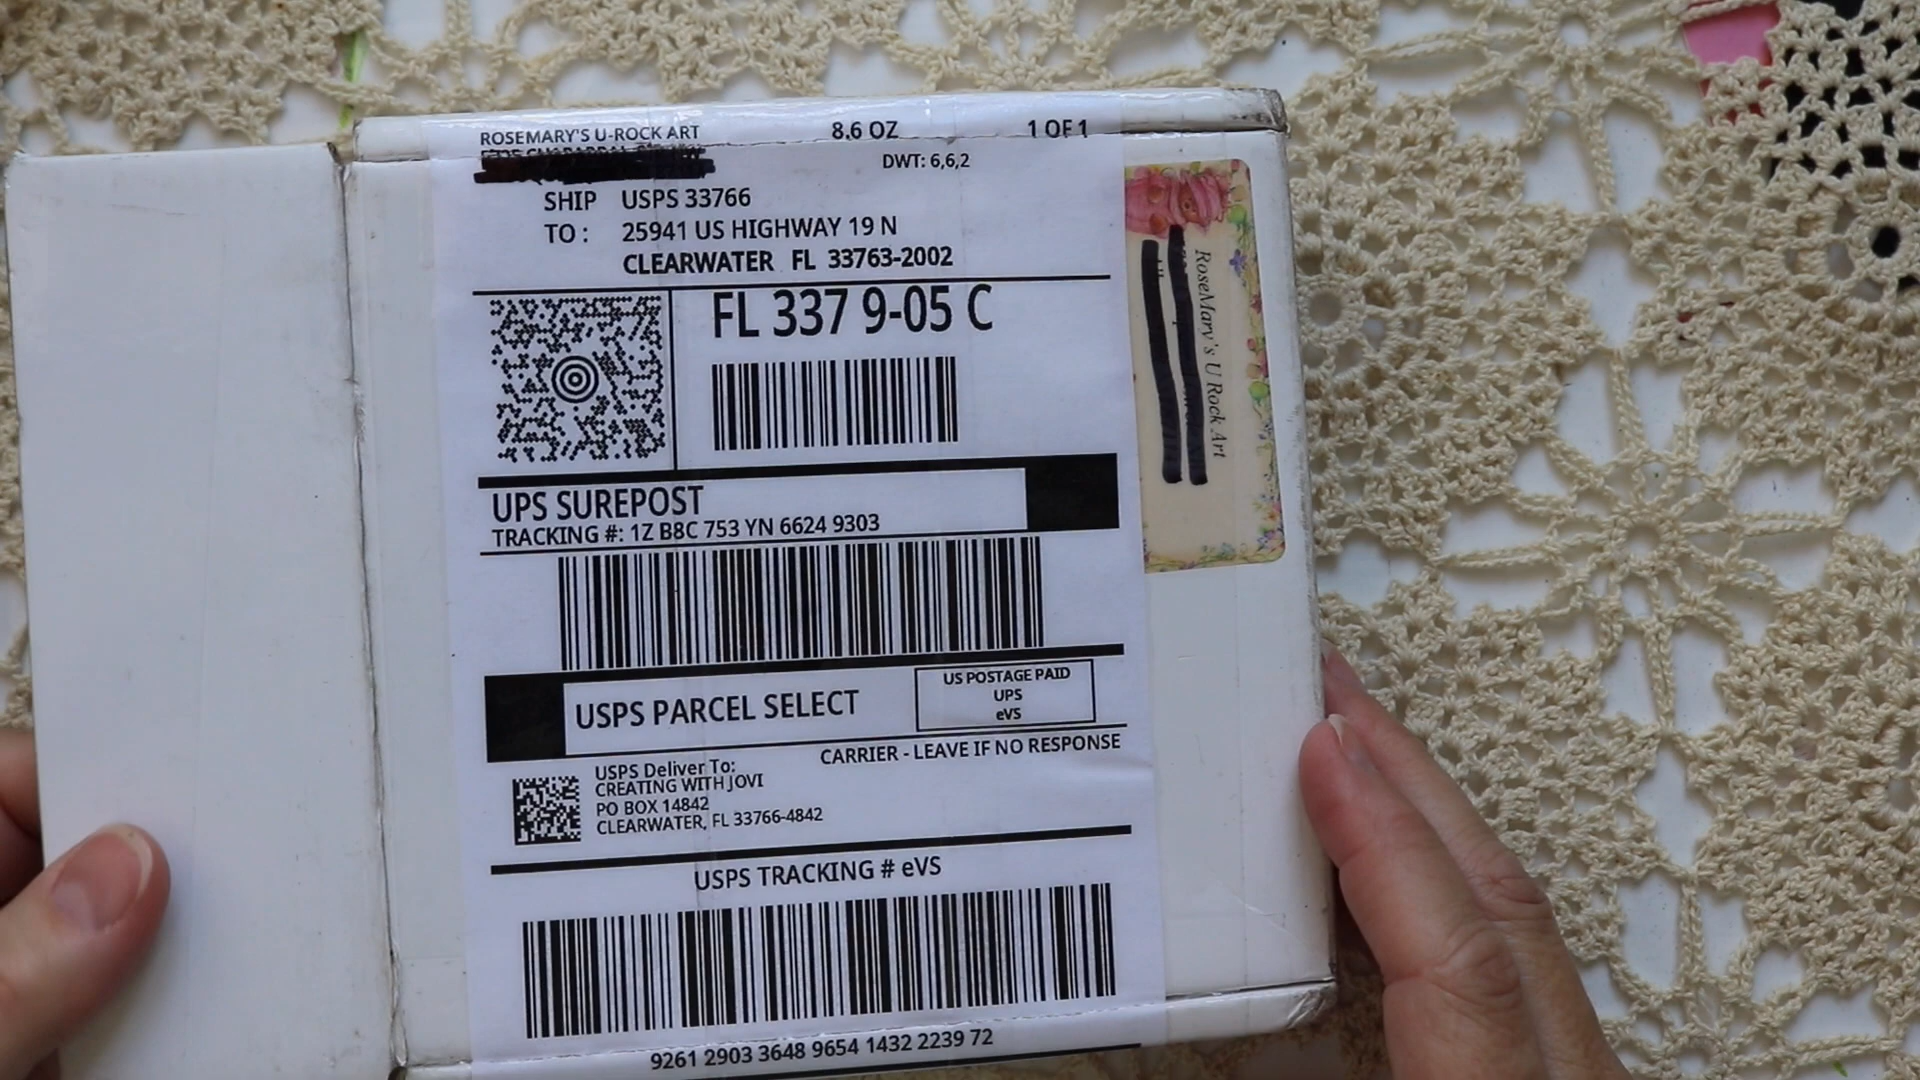 ROSEMARY'S U-ROCK ART
8.6 OZ
1 OF 1
DWT: 6,6,2
SHIP TO :
USPS 33766
25941 US HIGHWAY 19 N
CLEARWATER FL 33763-2002
FL 337 9-05 C
UPS SUREPOST
TRACKING #: 1Z B8C 753 YN 6624 9303
USPS PARCEL SELECT
US POSTAGE PAID
UPS
eVS
CARRIER - LEAVE IF NO RESPONSE
USPS Deliver To:
CREATING WITH JOVI
PO BOX 14842
CLEARWATER, FL 33766-4842
USPS TRACKING # eVS
9261 2903 3648 9654 1432 2239 72
RoseMary's U Rock Art